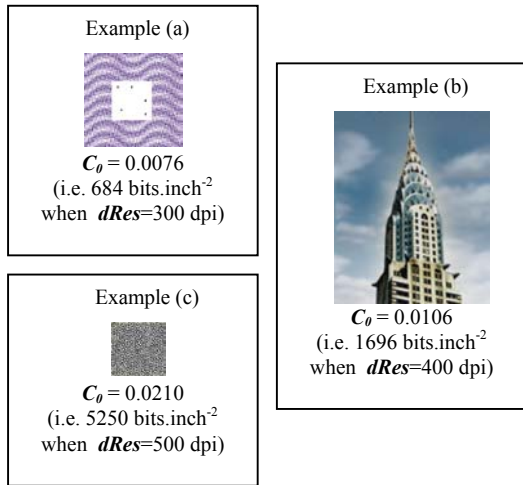 Example (a)
C₀ = 0.0076
(i.e. 684 bits.inch⁻²
when dRes=300 dpi)
Example (b)
C₀ = 0.0106
(i.e. 1696 bits.inch⁻²
when dRes=400 dpi)
Example (c)
C₀ = 0.0210
(i.e. 5250 bits.inch⁻²
when dRes=500 dpi)